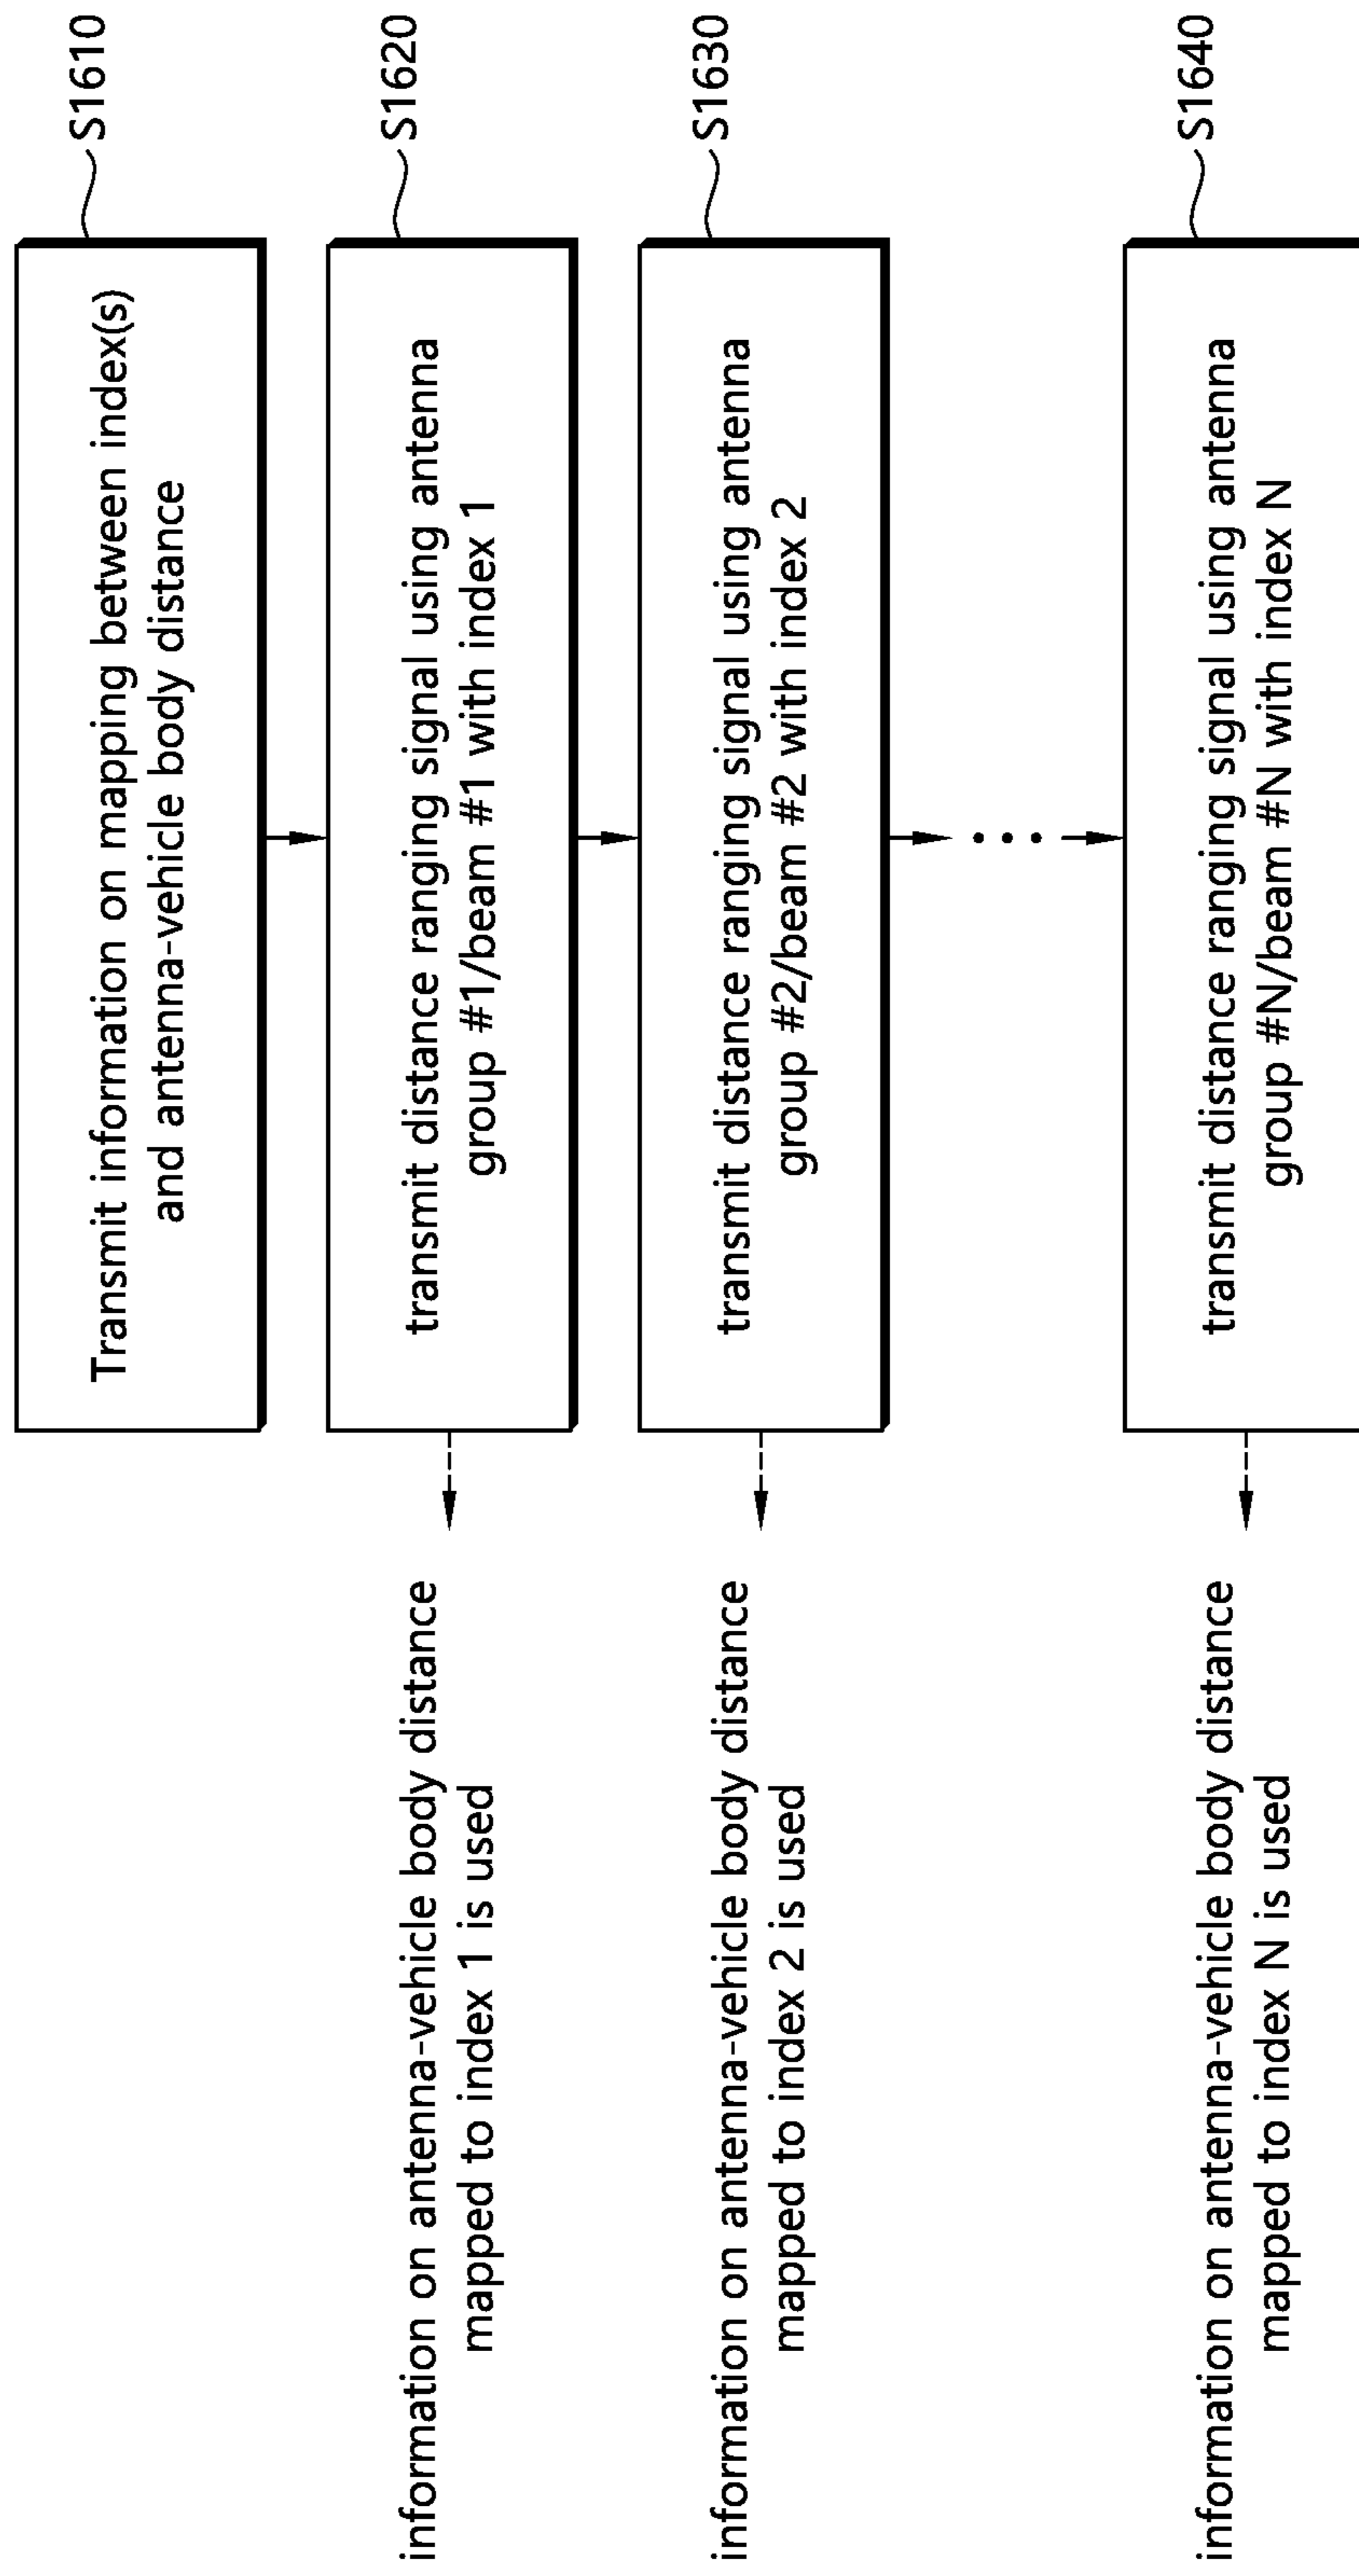 Transmit information on mapping between index(s)
and antenna-vehicle body distance
S1610
information on antenna-vehicle body distance
mapped to index 1 is used
transmit distance ranging signal using antenna
group #1/beam #1 with index 1
S1620
information on antenna-vehicle body distance
mapped to index 2 is used
transmit distance ranging signal using antenna
group #2/beam #2 with index 2
S1630
information on antenna-vehicle body distance
mapped to index N is used
transmit distance ranging signal using antenna
group #N/beam #N with index N
S1640